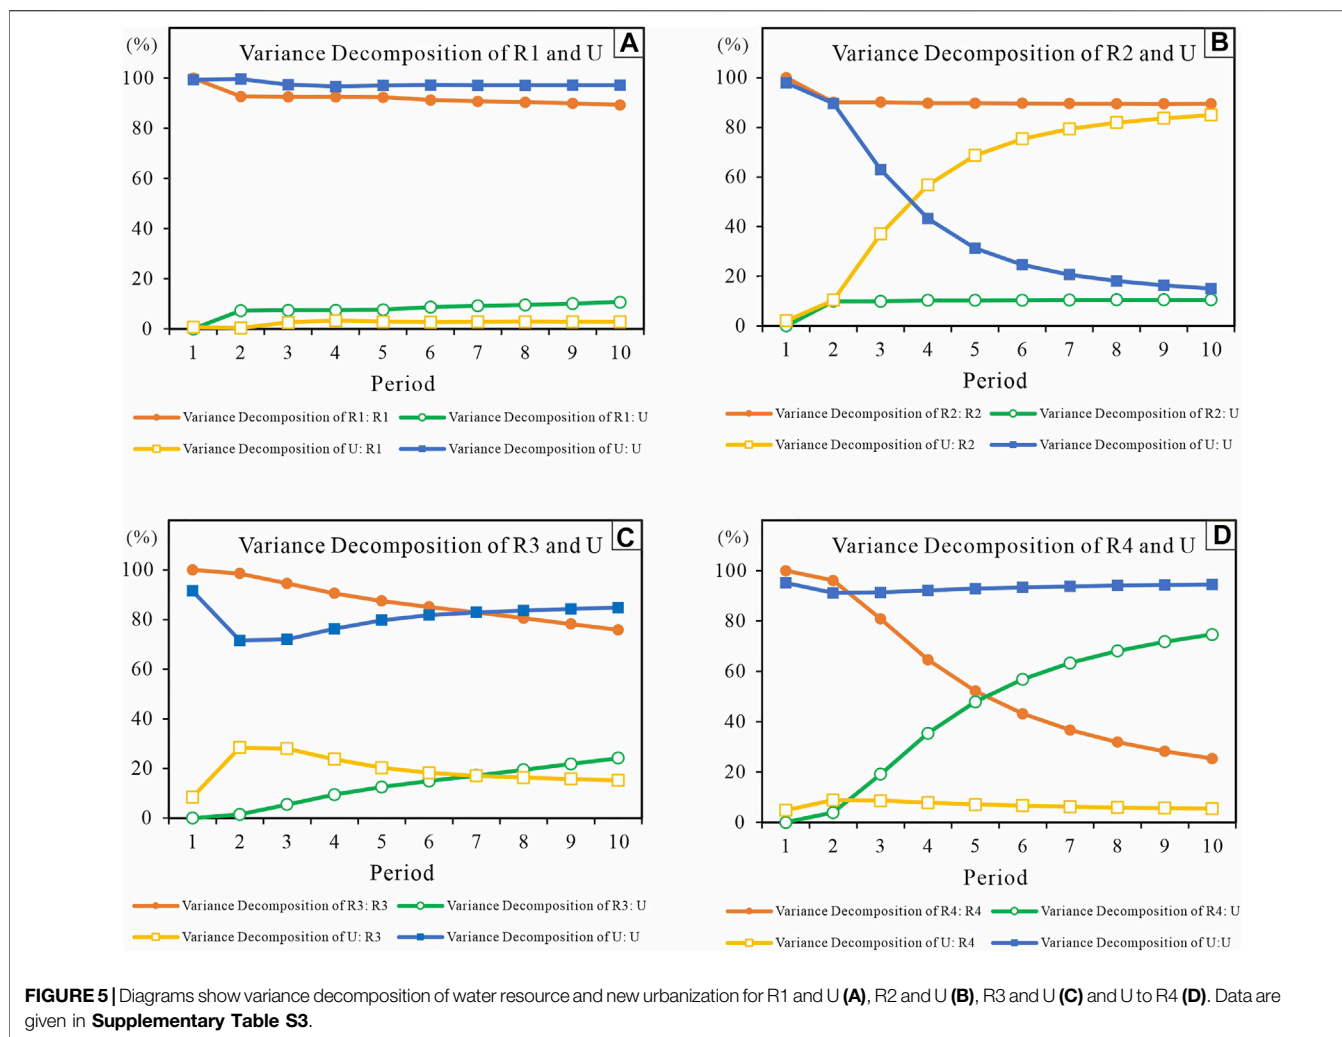 (%)
Variance Decomposition of R1 and U
A
100
80
60
40
20
0
1 2 3 4 5 6 7 8 9 10
Period
Variance Decomposition of R1: R1
Variance Decomposition of R1: U
Variance Decomposition of U: R1
Variance Decomposition of U: U
(%)
Variance Decomposition of R2 and U
B
100
80
60
40
20
0
1 2 3 4 5 6 7 8 9 10
Period
Variance Decomposition of R2: R2
Variance Decomposition of R2: U
Variance Decomposition of U: R2
Variance Decomposition of U: U
(%)
Variance Decomposition of R3 and U
C
100
80
60
40
20
0
1 2 3 4 5 6 7 8 9 10
Period
Variance Decomposition of R3: R3
Variance Decomposition of R3: U
Variance Decomposition of U: R3
Variance Decomposition of U: U
(%)
Variance Decomposition of R4 and U
D
100
80
60
40
20
0
1 2 3 4 5 6 7 8 9 10
Period
Variance Decomposition of R4: R4
Variance Decomposition of R4: U
Variance Decomposition of U: R4
Variance Decomposition of U:U
FIGURE 5 | Diagrams show variance decomposition of water resource and new urbanization for R1 and U (A), R2 and U (B), R3 and U (C) and U to R4 (D). Data are
given in Supplementary Table S3.